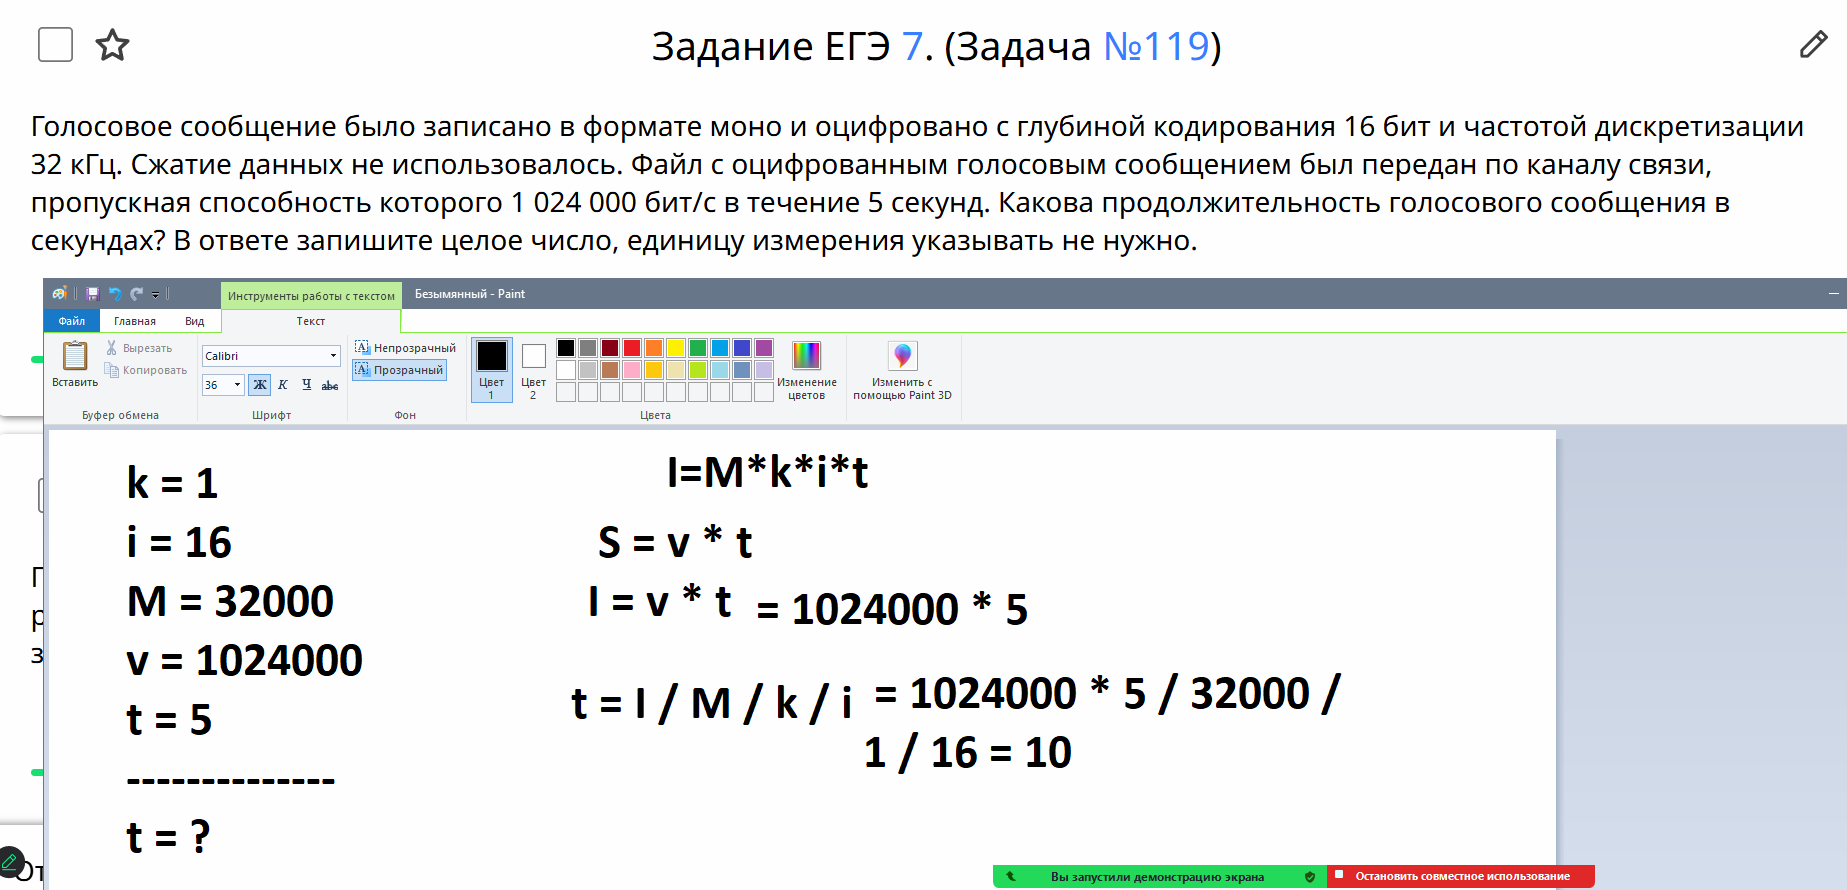 Задание ЕГЭ 7. (Задача №119)
Голосовое сообщение было записано в формате моно и оцифровано с глубиной кодирования 16 бит и частотой дискретизации
32 кГц. Сжатие данных не использовалось. Файл с оцифрованным голосовым сообщением был передан по каналу связи,
пропускная способность которого 1 024 000 бит/с в течение 5 секунд. Какова продолжительность голосового сообщения в
секундах? В ответе запишите целое число, единицу измерения указывать не нужно.
Инструменты работы с текстом
Безымянный - Paint
Файл Главная Вид Текст
Вставить
Вырезать
Копировать
Буфер обмена
Calibri
36 Ж К Ч abc
Шрифт
Непрозрачный
Прозрачный
Фон
Цвет 1
Цвет 2
Цвета
Изменение цветов
Изменить с помощью Paint 3D
k = 1
i = 16
M = 32000
v = 1024000
t = 5
--------------
t = ?
I=M*k*i*t
S = v * t
I = v * t = 1024000 * 5
t = I / M / k / i = 1024000 * 5 / 32000 /
1 / 16 = 10
Вы запустили демонстрацию экрана
Остановить совместное использование